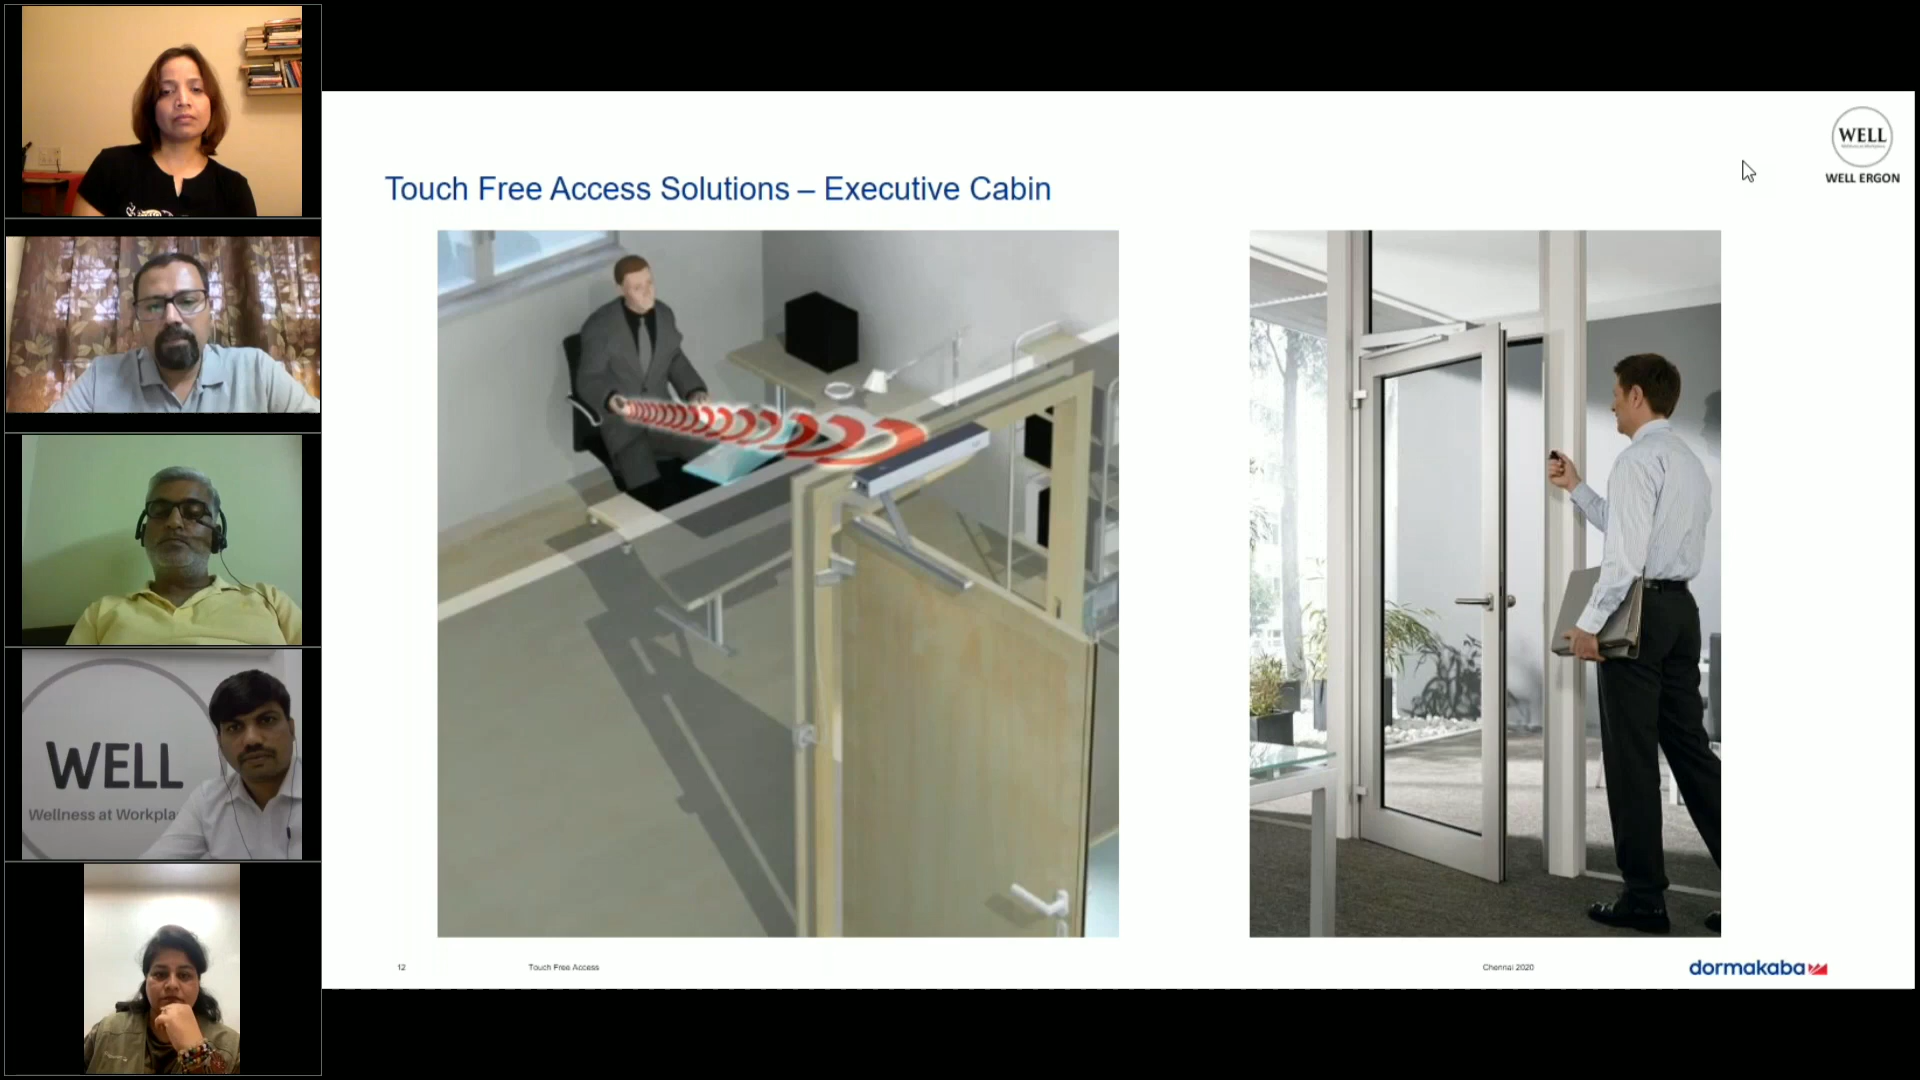 Touch Free Access Solutions – Executive Cabin
WELL
WELL ERGON
WELL
Wellness at Workpla
12
Touch Free Access
Chennai 2020
dormakaba